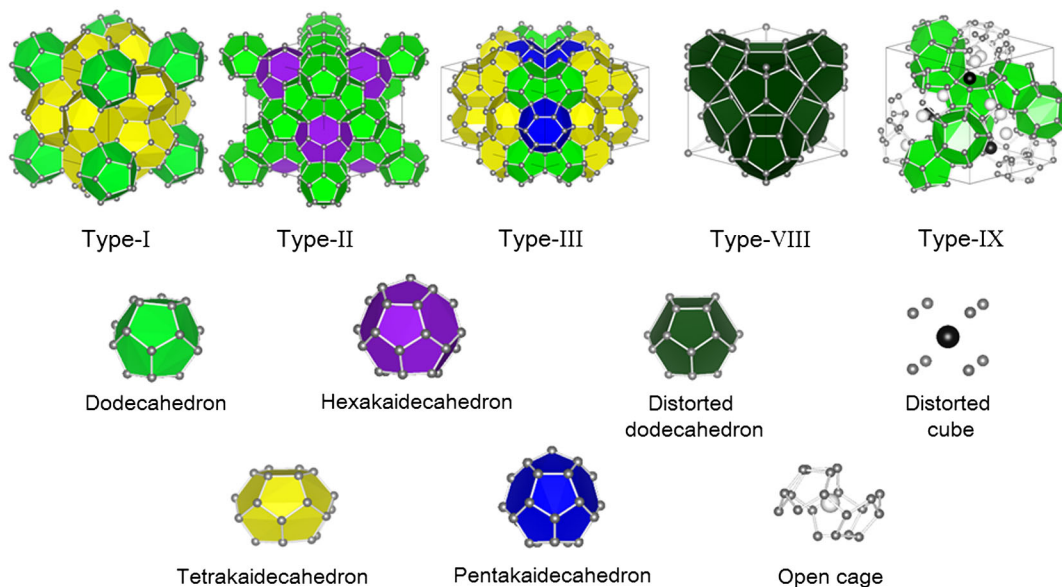 Type-I
Type-II
Type-III
Type-VIII
Type-IX
Dodecahedron
Hexakaidecahedron
Distorted
dodecahedron
Distorted
cube
Tetrakaidecahedron
Pentakaidecahedron
Open cage